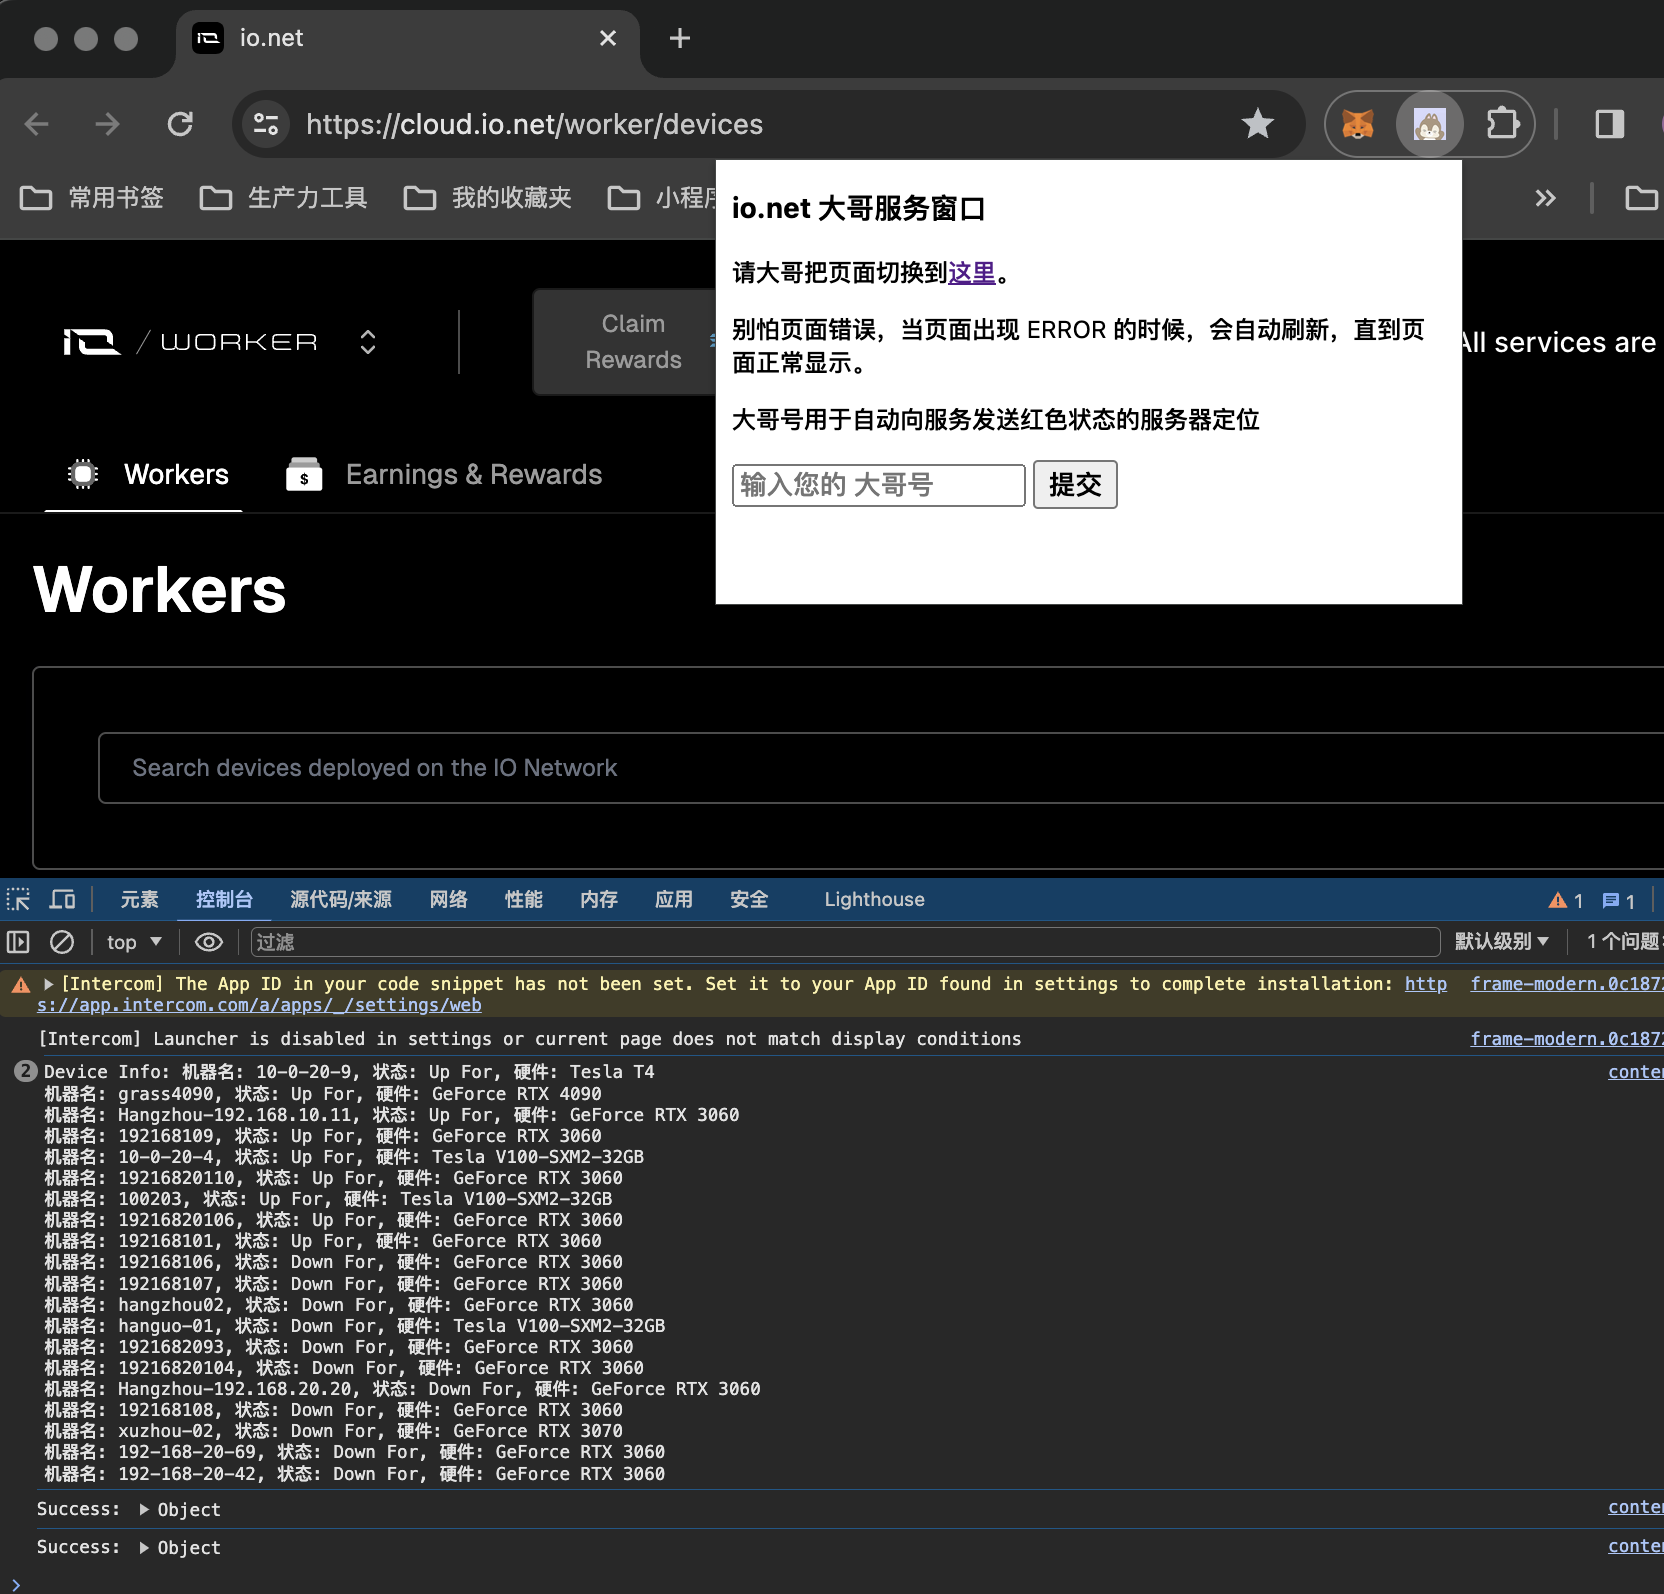 io.net
https://cloud.io.net/worker/devices
常用书签 生产力工具 我的收藏夹 小程序
io.net 大哥服务窗口
请大哥把页面切换到这里。
别怕页面错误，当页面出现 ERROR 的时候，会自动刷新，直到页
面正常显示。
大哥号用于自动向服务发送红色状态的服务器定位
输入您的 大哥号 提交
IO / WORKER
Claim
Rewards
All services are
Workers
Earnings & Rewards
Workers
Search devices deployed on the IO Network
元素 控制台 源代码/来源 网络 性能 内存 应用 安全 Lighthouse 1 1
top 过滤 默认级别 1 个问题:
[Intercom] The App ID in your code snippet has not been set. Set it to your App ID found in settings to complete installation: http frame-modern.0c1872
s://app.intercom.com/a/apps/_/settings/web
[Intercom] Launcher is disabled in settings or current page does not match display conditions frame-modern.0c1872
2 Device Info: 机器名: 10-0-20-9, 状态: Up For, 硬件: Tesla T4 conten
机器名: grass4090, 状态: Up For, 硬件: GeForce RTX 4090
机器名: Hangzhou-192.168.10.11, 状态: Up For, 硬件: GeForce RTX 3060
机器名: 192168109, 状态: Up For, 硬件: GeForce RTX 3060
机器名: 10-0-20-4, 状态: Up For, 硬件: Tesla V100-SXM2-32GB
机器名: 19216820110, 状态: Up For, 硬件: GeForce RTX 3060
机器名: 100203, 状态: Up For, 硬件: Tesla V100-SXM2-32GB
机器名: 19216820106, 状态: Up For, 硬件: GeForce RTX 3060
机器名: 192168101, 状态: Up For, 硬件: GeForce RTX 3060
机器名: 192168106, 状态: Down For, 硬件: GeForce RTX 3060
机器名: 192168107, 状态: Down For, 硬件: GeForce RTX 3060
机器名: hangzhou02, 状态: Down For, 硬件: GeForce RTX 3060
机器名: hanguo-01, 状态: Down For, 硬件: Tesla V100-SXM2-32GB
机器名: 1921682093, 状态: Down For, 硬件: GeForce RTX 3060
机器名: 19216820104, 状态: Down For, 硬件: GeForce RTX 3060
机器名: Hangzhou-192.168.20.20, 状态: Down For, 硬件: GeForce RTX 3060
机器名: 192168108, 状态: Down For, 硬件: GeForce RTX 3060
机器名: xuzhou-02, 状态: Down For, 硬件: GeForce RTX 3070
机器名: 192-168-20-69, 状态: Down For, 硬件: GeForce RTX 3060
机器名: 192-168-20-42, 状态: Down For, 硬件: GeForce RTX 3060
Success: Object conten
Success: Object conten